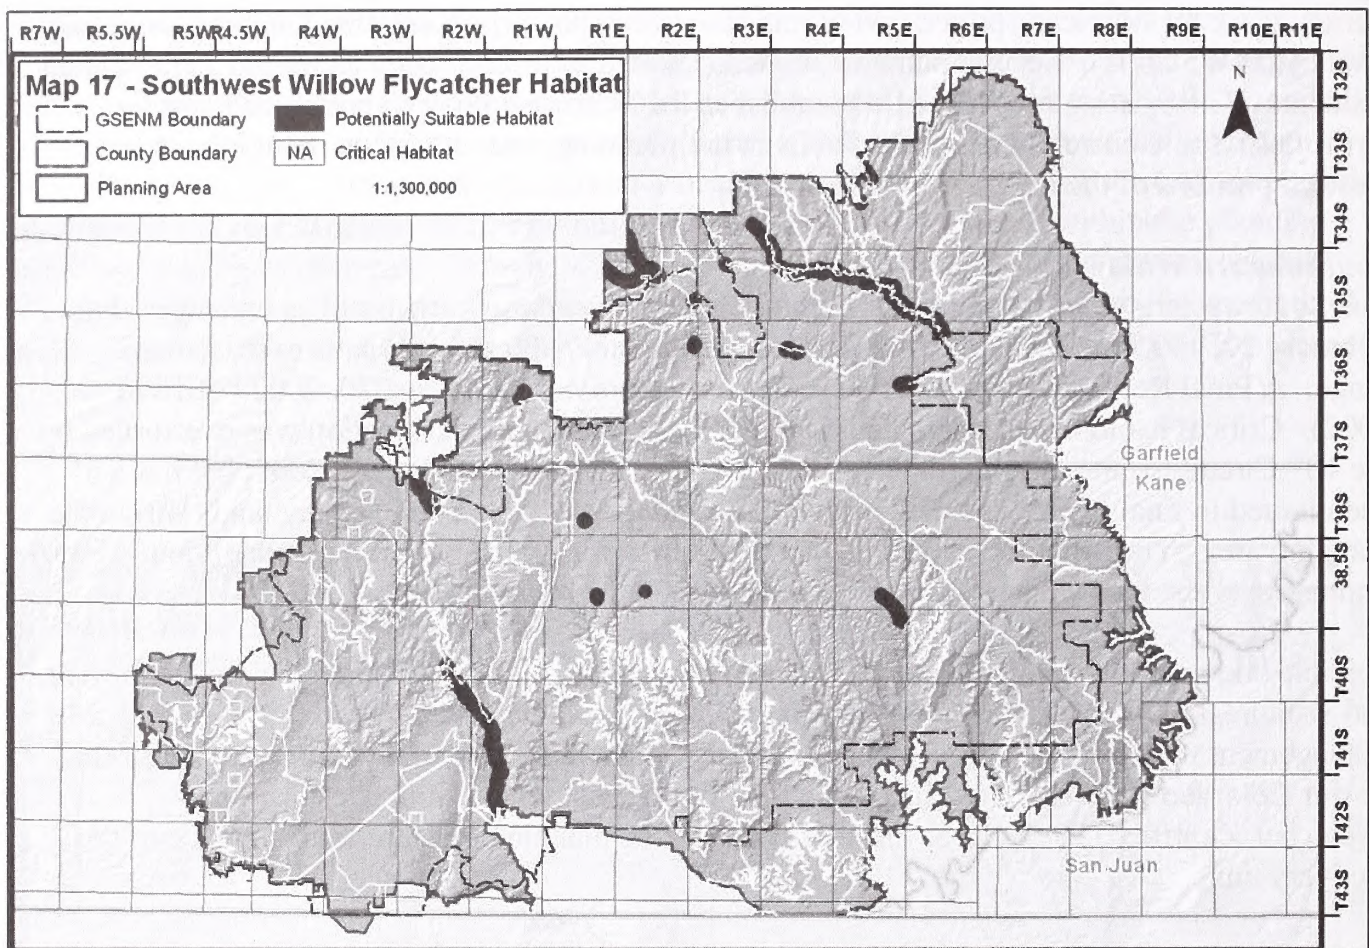 R7W R5.5W R5WR4.5W R4W R3W R2W R1W R1E R2E R3E R4E R5E R6E R7E R8E R9E R10E R11E
Map 17 - Southwest Willow Flycatcher Habitat
GSENM Boundary
Potentially Suitable Habitat
County Boundary
NA Critical Habitat
Planning Area
1:1,300,000
N
T32S
T33S
T34S
T35S
T36S
T37S
38.5S T38S
T40S
T41S
T42S
T43S
Garfield
Kane
San Juan